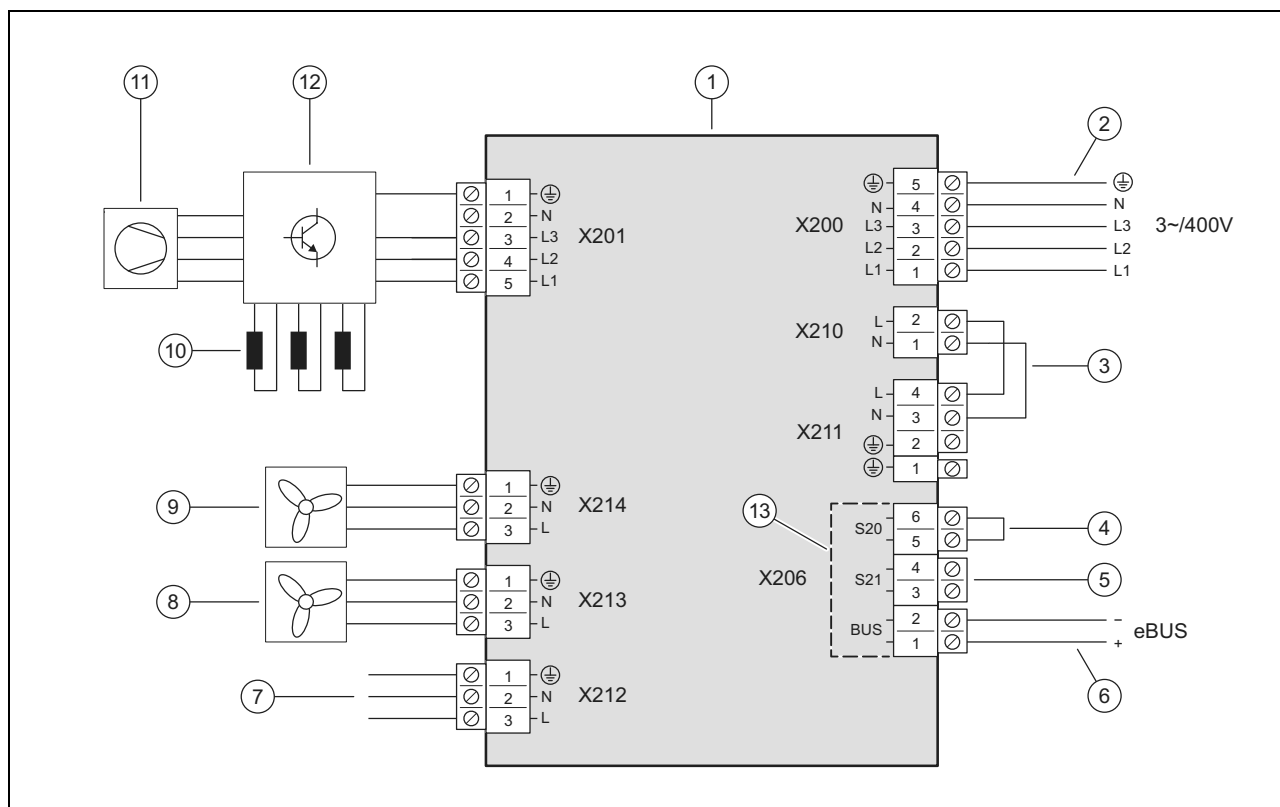 11
12
1
2
1
2 N
3 L3
4 L2
5 L1
X201
X200
5
N 4
L3 3
L2 2
L1 1
N
L3
L2
L1
3~/400V
10
X210
L 2
N 1
3
X211
L 4
N 3
2
1
9
1
2 N
3 L
X214
8
1
2 N
3 L
X213
7
1
2 N
3 L
X212
13
X206
S20
6
5
4
S21
4
3
5
BUS
2
1
–
+
eBUS
6